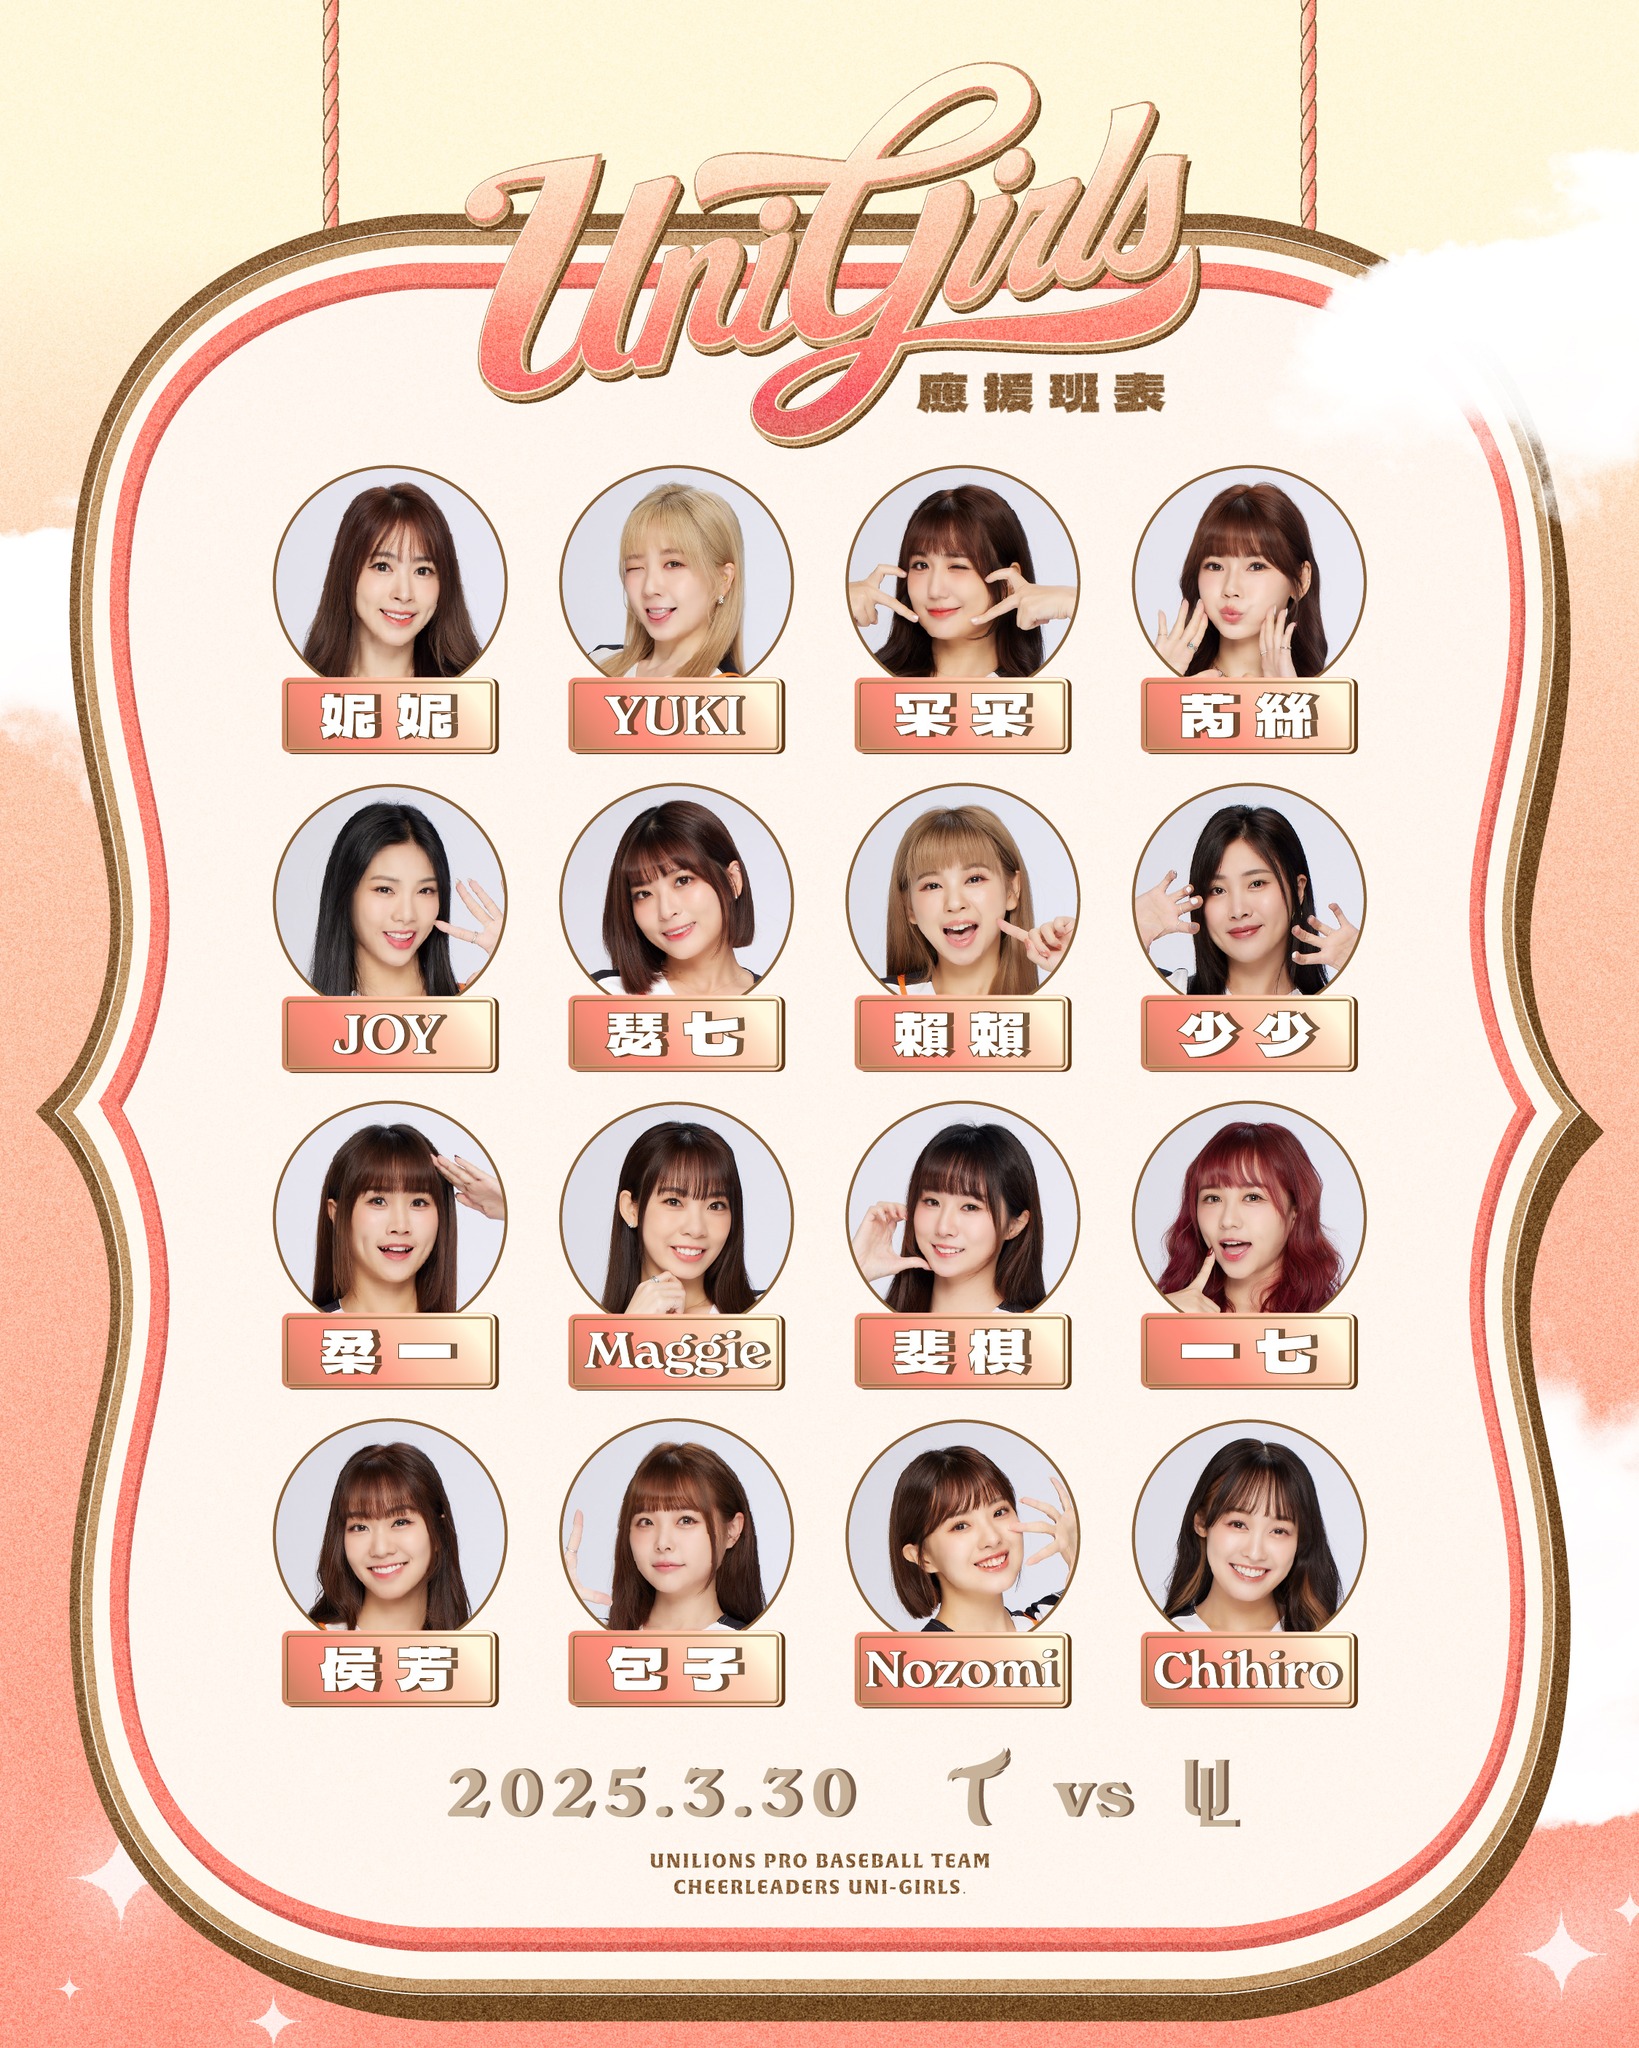 UniGirls
應援班表
妮妮 YUKI 采采 芮絲
JOY 瑟七 賴賴 少少
柔一 Maggie 斐棋 一七
侯芳 包子 Nozomi Chihiro
2025.3.30 T vs UL
UNILIONS PRO BASEBALL TEAM
CHEERLEADERS UNI-GIRLS.